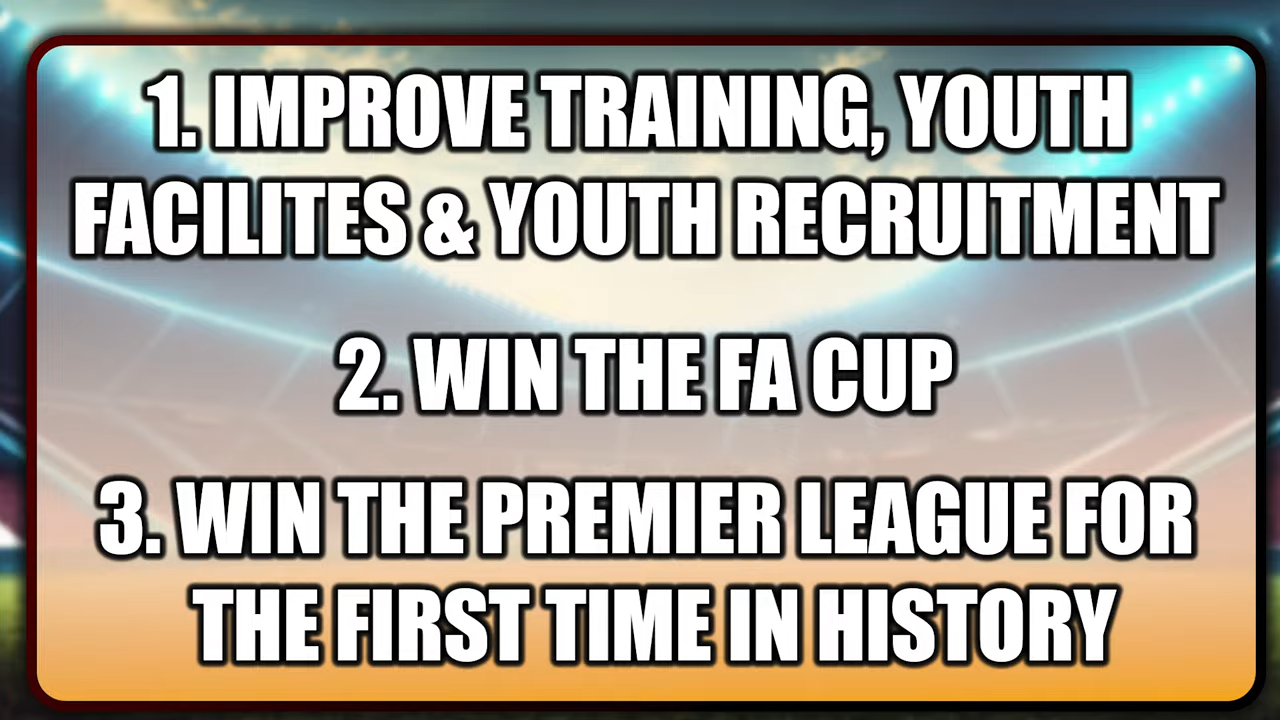 1. IMPROVE TRAINING, YOUTH
FACILITES & YOUTH RECRUITMENT
2. WIN THE FA CUP
3. WIN THE PREMIER LEAGUE FOR
THE FIRST TIME IN HISTORY